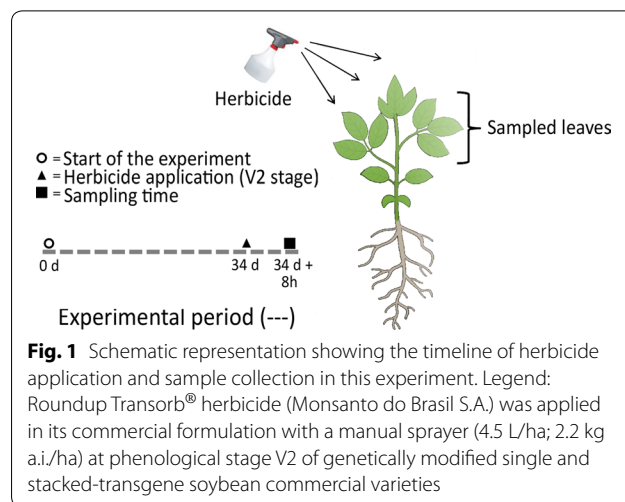 Herbicide
Sampled leaves
O = Start of the experiment
▲ = Herbicide application (V2 stage)
■ = Sampling time
0 d
34 d
34 d +
8h
Experimental period (---)
Fig. 1 Schematic representation showing the timeline of herbicide
application and sample collection in this experiment. Legend:
Roundup Transorb® herbicide (Monsanto do Brasil S.A.) was applied
in its commercial formulation with a manual sprayer (4.5 L/ha; 2.2 kg
a.i./ha) at phenological stage V2 of genetically modified single and
stacked-transgene soybean commercial varieties